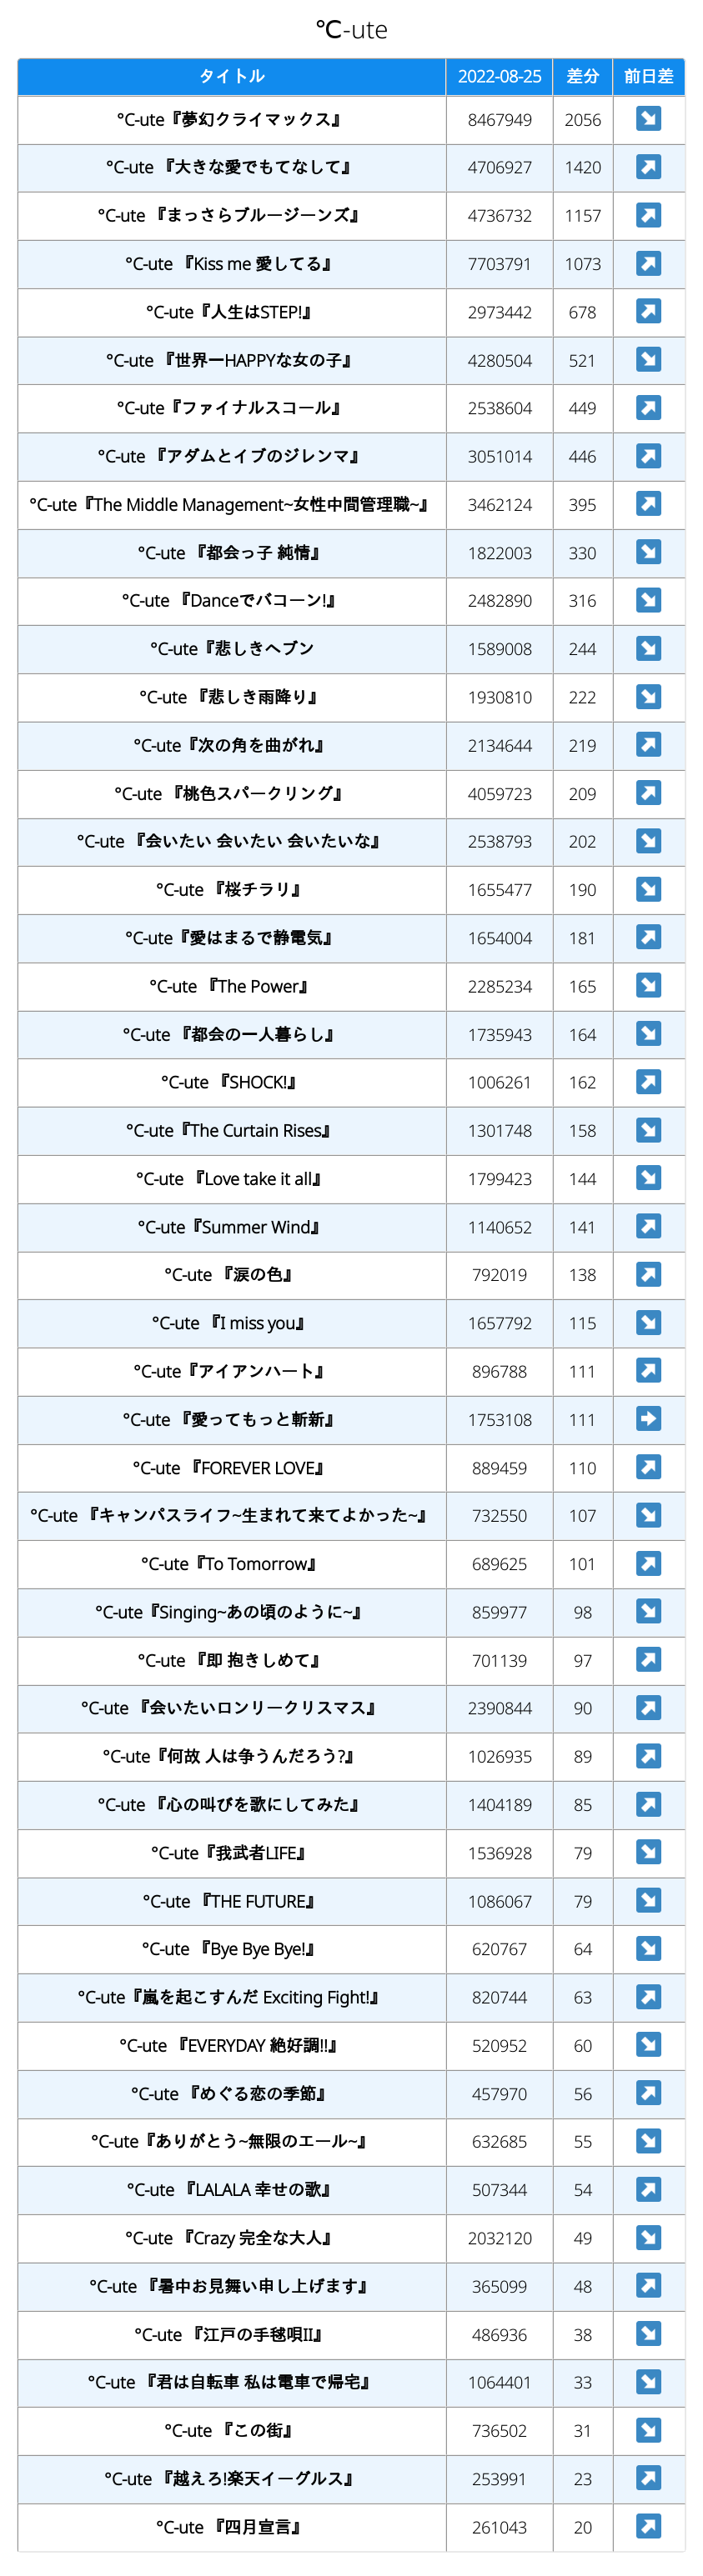 ℃-ute
タイトル 2022-08-25 差分 前日差
°C-ute『夢幻クライマックス』 8467949 2056 ↘
°C-ute 『大きな愛でもてなして』 4706927 1420 ↗
°C-ute 『まっさらブルージーンズ』 4736732 1157 ↗
°C-ute 『Kiss me 愛してる』 7703791 1073 ↗
°C-ute『人生はSTEP!』 2973442 678 ↗
°C-ute 『世界一HAPPYな女の子』 4280504 521 ↘
°C-ute『ファイナルスコール』 2538604 449 ↗
°C-ute 『アダムとイブのジレンマ』 3051014 446 ↗
°C-ute『The Middle Management~女性中間管理職~』 3462124 395 ↗
°C-ute 『都会っ子 純情』 1822003 330 ↘
°C-ute 『Danceでバコーン!』 2482890 316 ↘
°C-ute『悲しきヘブン 1589008 244 ↘
°C-ute 『悲しき雨降り』 1930810 222 ↘
°C-ute『次の角を曲がれ』 2134644 219 ↗
°C-ute 『桃色スパークリング』 4059723 209 ↗
°C-ute 『会いたい 会いたい 会いたいな』 2538793 202 ↘
°C-ute 『桜チラリ』 1655477 190 ↘
°C-ute『愛はまるで静電気』 1654004 181 ↗
°C-ute 『The Power』 2285234 165 ↘
°C-ute 『都会の一人暮らし』 1735943 164 ↘
°C-ute 『SHOCK!』 1006261 162 ↗
°C-ute『The Curtain Rises』 1301748 158 ↘
°C-ute 『Love take it all』 1799423 144 ↘
°C-ute『Summer Wind』 1140652 141 ↗
°C-ute 『涙の色』 792019 138 ↗
°C-ute 『I miss you』 1657792 115 ↘
°C-ute『アイアンハート』 896788 111 ↗
°C-ute 『愛ってもっと斬新』 1753108 111 →
°C-ute 『FOREVER LOVE』 889459 110 ↗
°C-ute 『キャンパスライフ~生まれて来てよかった~』 732550 107 ↘
°C-ute『To Tomorrow』 689625 101 ↗
°C-ute『Singing~あの頃のように~』 859977 98 ↘
°C-ute 『即 抱きしめて』 701139 97 ↗
°C-ute 『会いたいロンリークリスマス』 2390844 90 ↗
°C-ute『何故 人は争うんだろう?』 1026935 89 ↗
°C-ute 『心の叫びを歌にしてみた』 1404189 85 ↗
°C-ute『我武者LIFE』 1536928 79 ↘
°C-ute 『THE FUTURE』 1086067 79 ↘
°C-ute 『Bye Bye Bye!』 620767 64 ↘
°C-ute『嵐を起こすんだ Exciting Fight!』 820744 63 ↗
°C-ute 『EVERYDAY 絶好調!!』 520952 60 ↘
°C-ute 『めぐる恋の季節』 457970 56 ↗
°C-ute『ありがとう~無限のエール~』 632685 55 ↘
°C-ute 『LALALA 幸せの歌』 507344 54 ↗
°C-ute 『Crazy 完全な大人』 2032120 49 ↘
°C-ute 『暑中お見舞い申し上げます』 365099 48 ↗
°C-ute 『江戸の手毬唄II』 486936 38 ↘
°C-ute 『君は自転車 私は電車で帰宅』 1064401 33 ↘
°C-ute 『この街』 736502 31 ↘
°C-ute 『越えろ!楽天イーグルス』 253991 23 ↗
°C-ute 『四月宣言』 261043 20 ↗